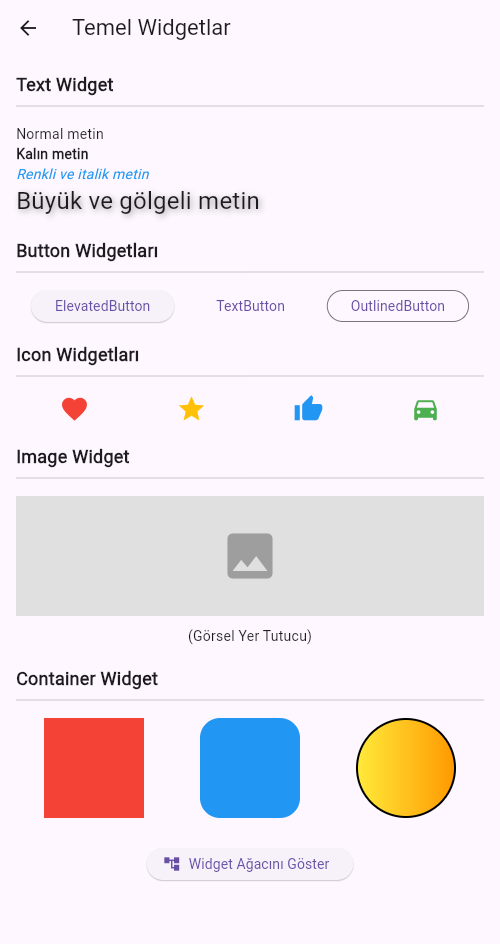 Temel Widgetlar
Text Widget
Normal metin
Kalın metin
Renkli ve italik metin
Büyük ve gölgeli metin
Button Widgetları
ElevatedButton TextButton OutlinedButton
Icon Widgetları
Image Widget
(Görsel Yer Tutucu)
Container Widget
Widget Ağacını Göster